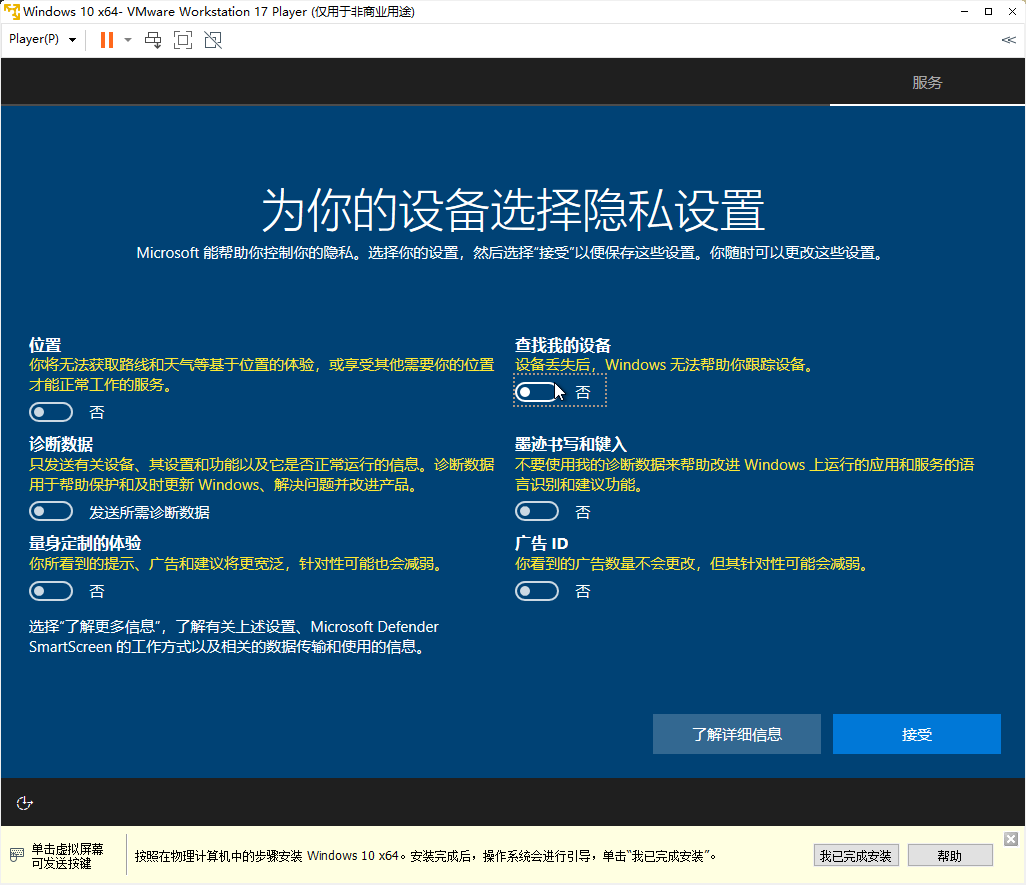 Windows 10 x64- VMware Workstation 17 Player (仅用于非商业用途)
Player(P)
服务
为你的设备选择隐私设置
Microsoft 能帮助你控制你的隐私。选择你的设置，然后选择“接受”以便保存这些设置。你随时可以更改这些设置。
位置
你将无法获取路线和天气等基于位置的体验，或享受其他需要你的位置
才能正常工作的服务。
否
查找我的设备
设备丢失后，Windows 无法帮助你跟踪设备。
否
诊断数据
只发送有关设备、其设置和功能以及它是否正常运行的信息。诊断数据
用于帮助保护和及时更新 Windows、解决问题并改进产品。
发送所需诊断数据
墨迹书写和键入
不要使用我的诊断数据来帮助改进 Windows 上运行的应用和服务的语
言识别和建议功能。
否
量身定制的体验
你所看到的提示、广告和建议将更宽泛，针对性可能也会减弱。
否
广告 ID
你看到的广告数量不会更改，但其针对性可能会减弱。
否
选择“了解更多信息”，了解有关上述设置、Microsoft Defender
SmartScreen 的工作方式以及相关的数据传输和使用的信息。
了解详细信息
接受
单击虚拟屏幕
可发送按键
按照在物理计算机中的步骤安装 Windows 10 x64。安装完成后，操作系统会进行引导，单击“我已完成安装”。
我已完成安装
帮助